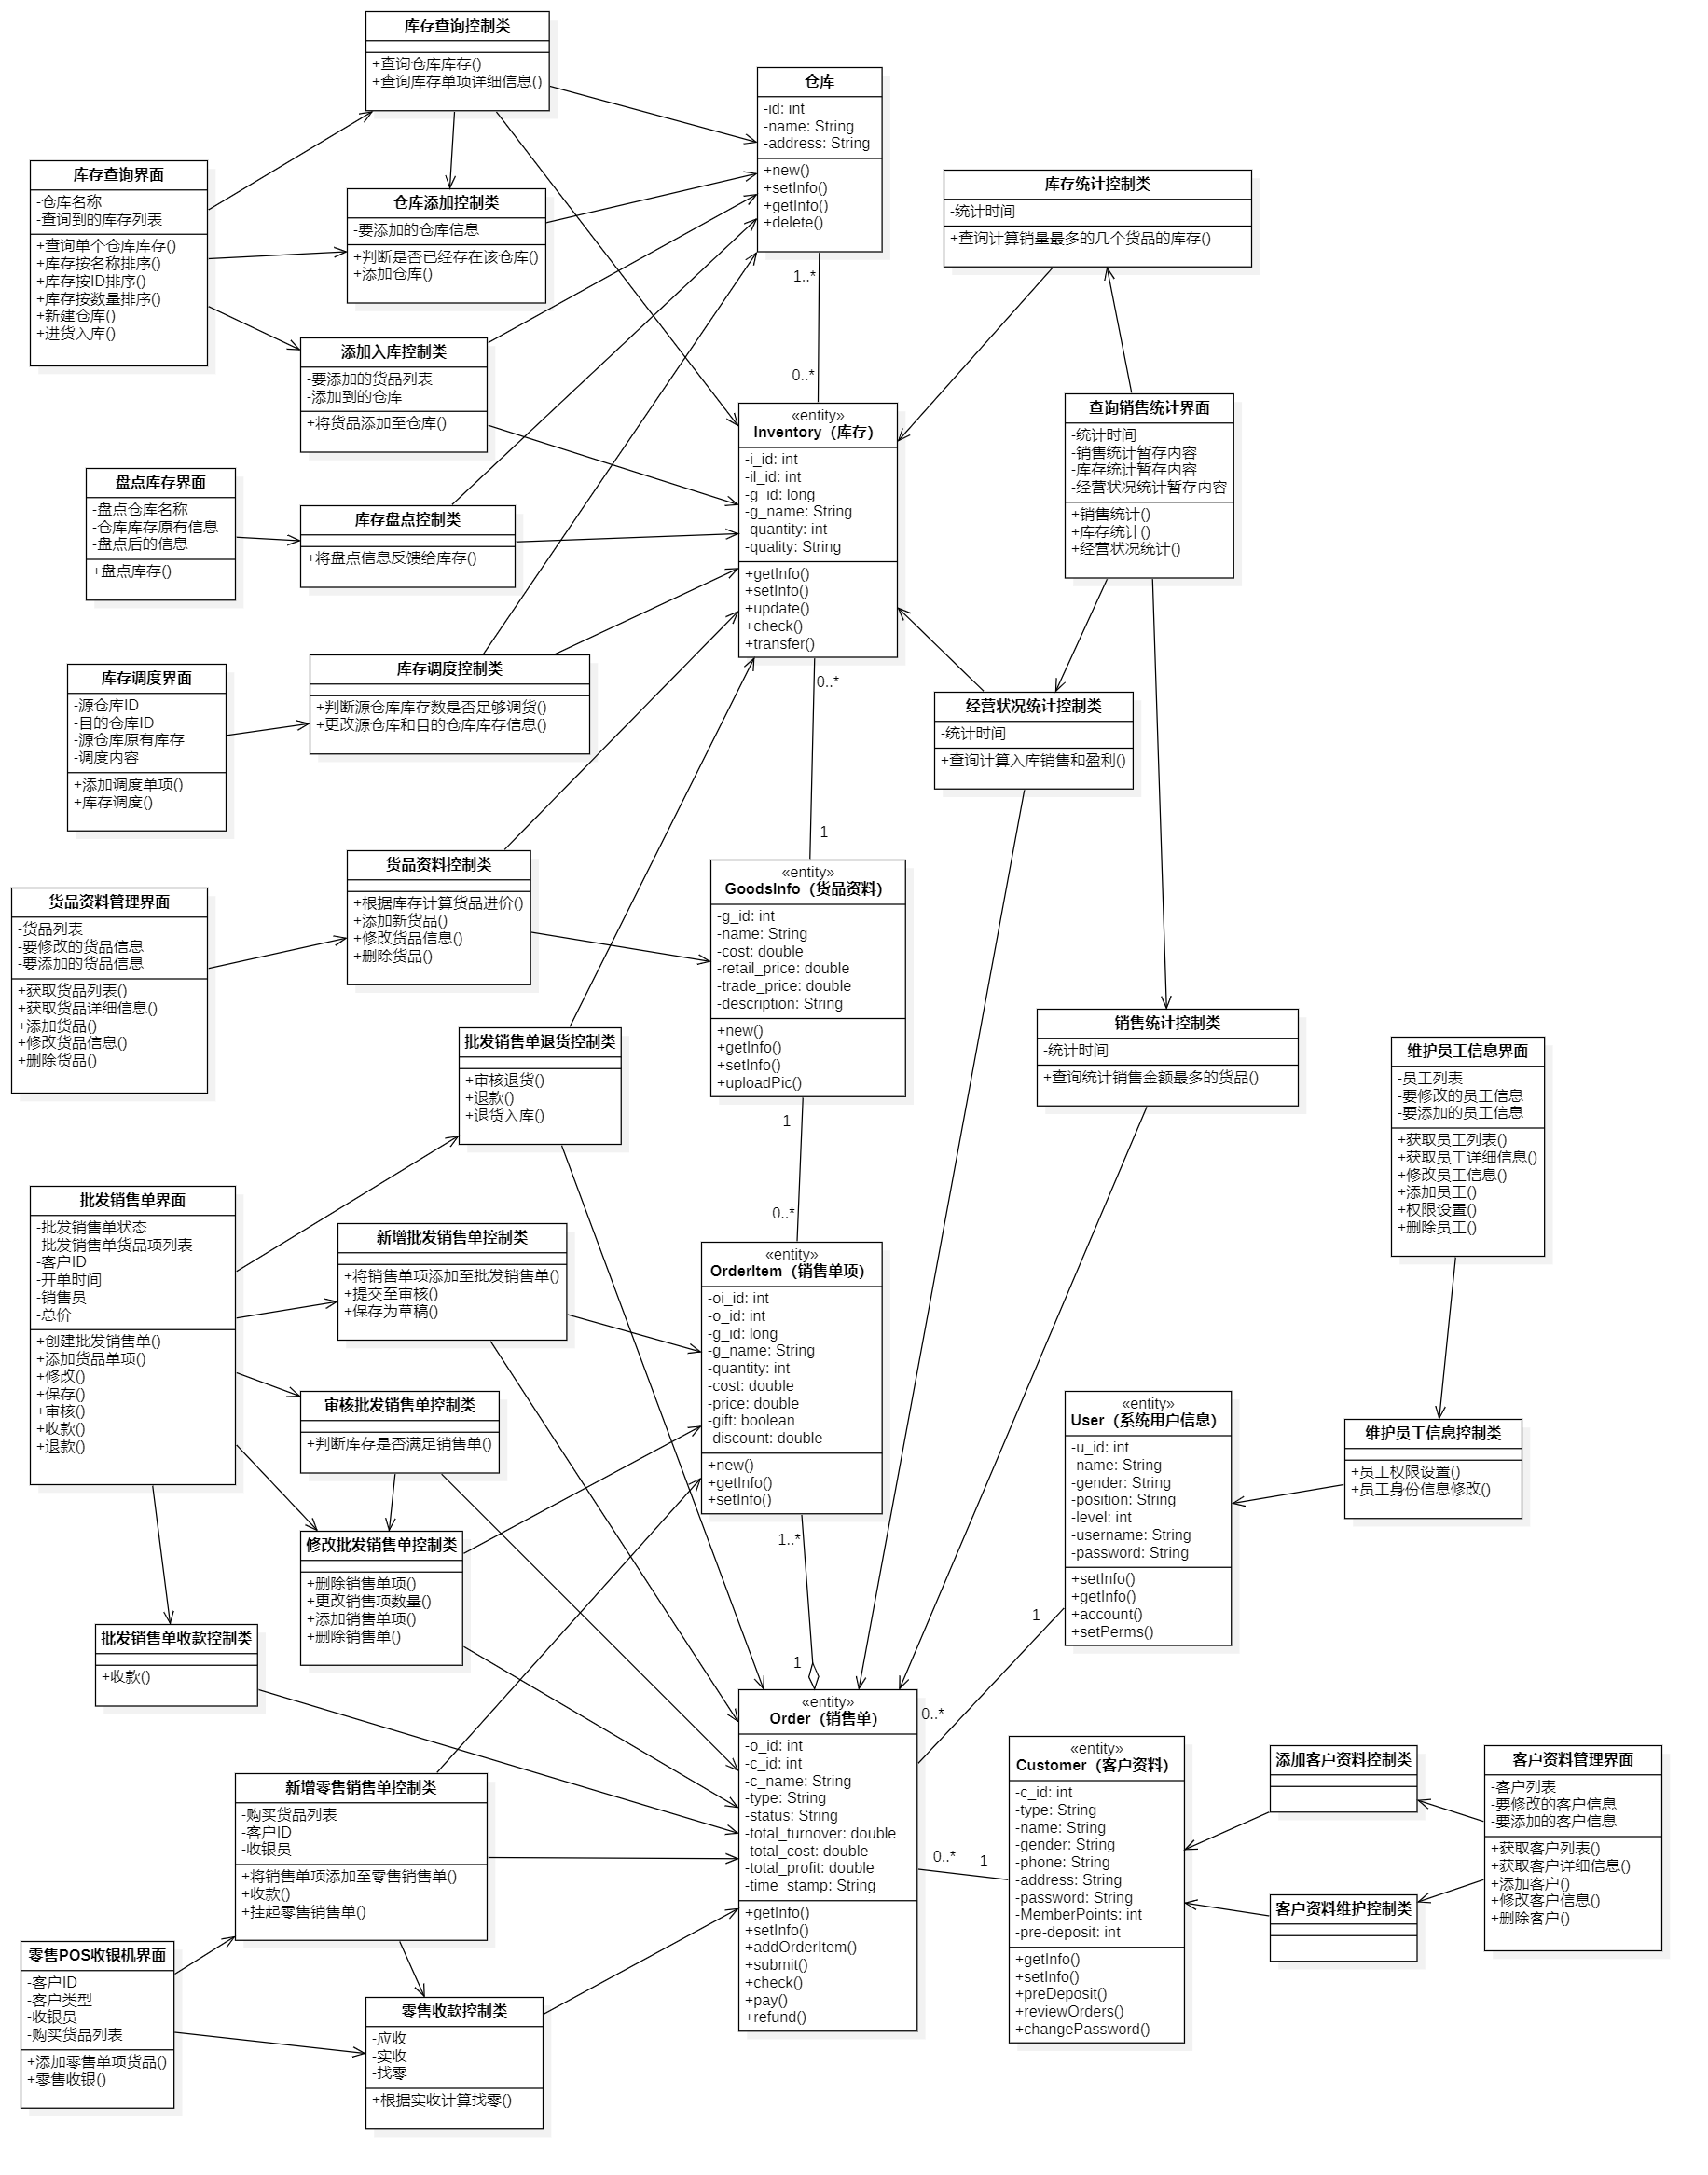 库存查询控制类
+查询仓库库存()
+查询库存单项详细信息()
仓库
-id: int
-name: String
-address: String
+new()
+setInfo()
+getInfo()
+delete()
库存查询界面
-仓库名称
-查询到的库存列表
+查询单个仓库库存()
+库存按名称排序()
+库存按ID排序()
+库存按数量排序()
+新建仓库()
+进货入库()
仓库添加控制类
-要添加的仓库信息
+判断是否已经存在该仓库()
+添加仓库()
库存统计控制类
-统计时间
+查询计算销量最多的几个货品的库存()
1..*
0..*
添加入库控制类
-要添加的货品列表
-添加到的仓库
+将货品添加至仓库()
«entity»
Inventory（库存）
-i_id: int
-il_id: int
-g_id: long
-g_name: String
-quantity: int
-quality: String
+getInfo()
+setInfo()
+update()
+check()
+transfer()
查询销售统计界面
-统计时间
-销售统计暂存内容
-库存统计暂存内容
-经营状况统计暂存内容
+销售统计()
+库存统计()
+经营状况统计()
盘点库存界面
-盘点仓库名称
-仓库库存原有信息
-盘点后的信息
+盘点库存()
库存盘点控制类
+将盘点信息反馈给库存()
库存调度界面
-源仓库ID
-目的仓库ID
-源仓库原有库存
-调度内容
+添加调度单项()
+库存调度()
库存调度控制类
+判断源仓库库存数是否足够调货()
+更改源仓库和目的仓库库存信息()
0..*
1
经营状况统计控制类
-统计时间
+查询计算入库销售和盈利()
货品资料管理界面
-货品列表
-要修改的货品信息
-要添加的货品信息
+获取货品列表()
+获取货品详细信息()
+添加货品()
+修改货品信息()
+删除货品()
货品资料控制类
+根据库存计算货品进价()
+添加新货品()
+修改货品信息()
+删除货品()
«entity»
GoodsInfo（货品资料）
-g_id: int
-name: String
-cost: double
-retail_price: double
-trade_price: double
-description: String
+new()
+getInfo()
+setInfo()
+uploadPic()
批发销售单退货控制类
+审核退货()
+退款()
+退货入库()
销售统计控制类
-统计时间
+查询统计销售金额最多的货品()
维护员工信息界面
-员工列表
-要修改的员工信息
-要添加的员工信息
+获取员工列表()
+获取员工详细信息()
+修改员工信息()
+添加员工()
+权限设置()
+删除员工()
1
0..*
批发销售单界面
-批发销售单状态
-批发销售单货品项列表
-客户ID
-开单时间
-销售员
-总价
+创建批发销售单()
+添加货品单项()
+修改()
+保存()
+审核()
+收款()
+退款()
新增批发销售单控制类
+将销售单项添加至批发销售单()
+提交至审核()
+保存为草稿()
«entity»
OrderItem（销售单项）
-oi_id: int
-o_id: int
-g_id: long
-g_name: String
-quantity: int
-cost: double
-price: double
-gift: boolean
-discount: double
+new()
+getInfo()
+setInfo()
审核批发销售单控制类
+判断库存是否满足销售单()
修改批发销售单控制类
+删除销售单项()
+更改销售项数量()
+添加销售单项()
+删除销售单()
«entity»
User（系统用户信息）
-u_id: int
-name: String
-gender: String
-position: String
-level: int
-username: String
-password: String
+setInfo()
+getInfo()
+account()
+setPerms()
维护员工信息控制类
+员工权限设置()
+员工身份信息修改()
批发销售单收款控制类
+收款()
1..*
1
1
0..*
«entity»
Order（销售单）
-o_id: int
-c_id: int
-c_name: String
-type: String
-status: String
-total_turnover: double
-total_cost: double
-total_profit: double
-time_stamp: String
+getInfo()
+setInfo()
+addOrderItem()
+submit()
+check()
+pay()
+refund()
0..*
1
新增零售销售单控制类
-购买货品列表
-客户ID
-收银员
+将销售单项添加至零售销售单()
+收款()
+挂起零售销售单()
«entity»
Customer（客户资料）
-c_id: int
-type: String
-name: String
-gender: String
-phone: String
-address: String
-password: String
-MemberPoints: int
-pre-deposit: int
+getInfo()
+setInfo()
+preDeposit()
+reviewOrders()
+changePassword()
添加客户资料控制类
客户资料维护控制类
客户资料管理界面
-客户列表
-要修改的客户信息
-要添加的客户信息
+获取客户列表()
+获取客户详细信息()
+添加客户()
+修改客户信息()
+删除客户()
零售POS收银机界面
-客户ID
-客户类型
-收银员
-购买货品列表
+添加零售单项货品()
+零售收银()
零售收款控制类
-应收
-实收
-找零
+根据实收计算找零()